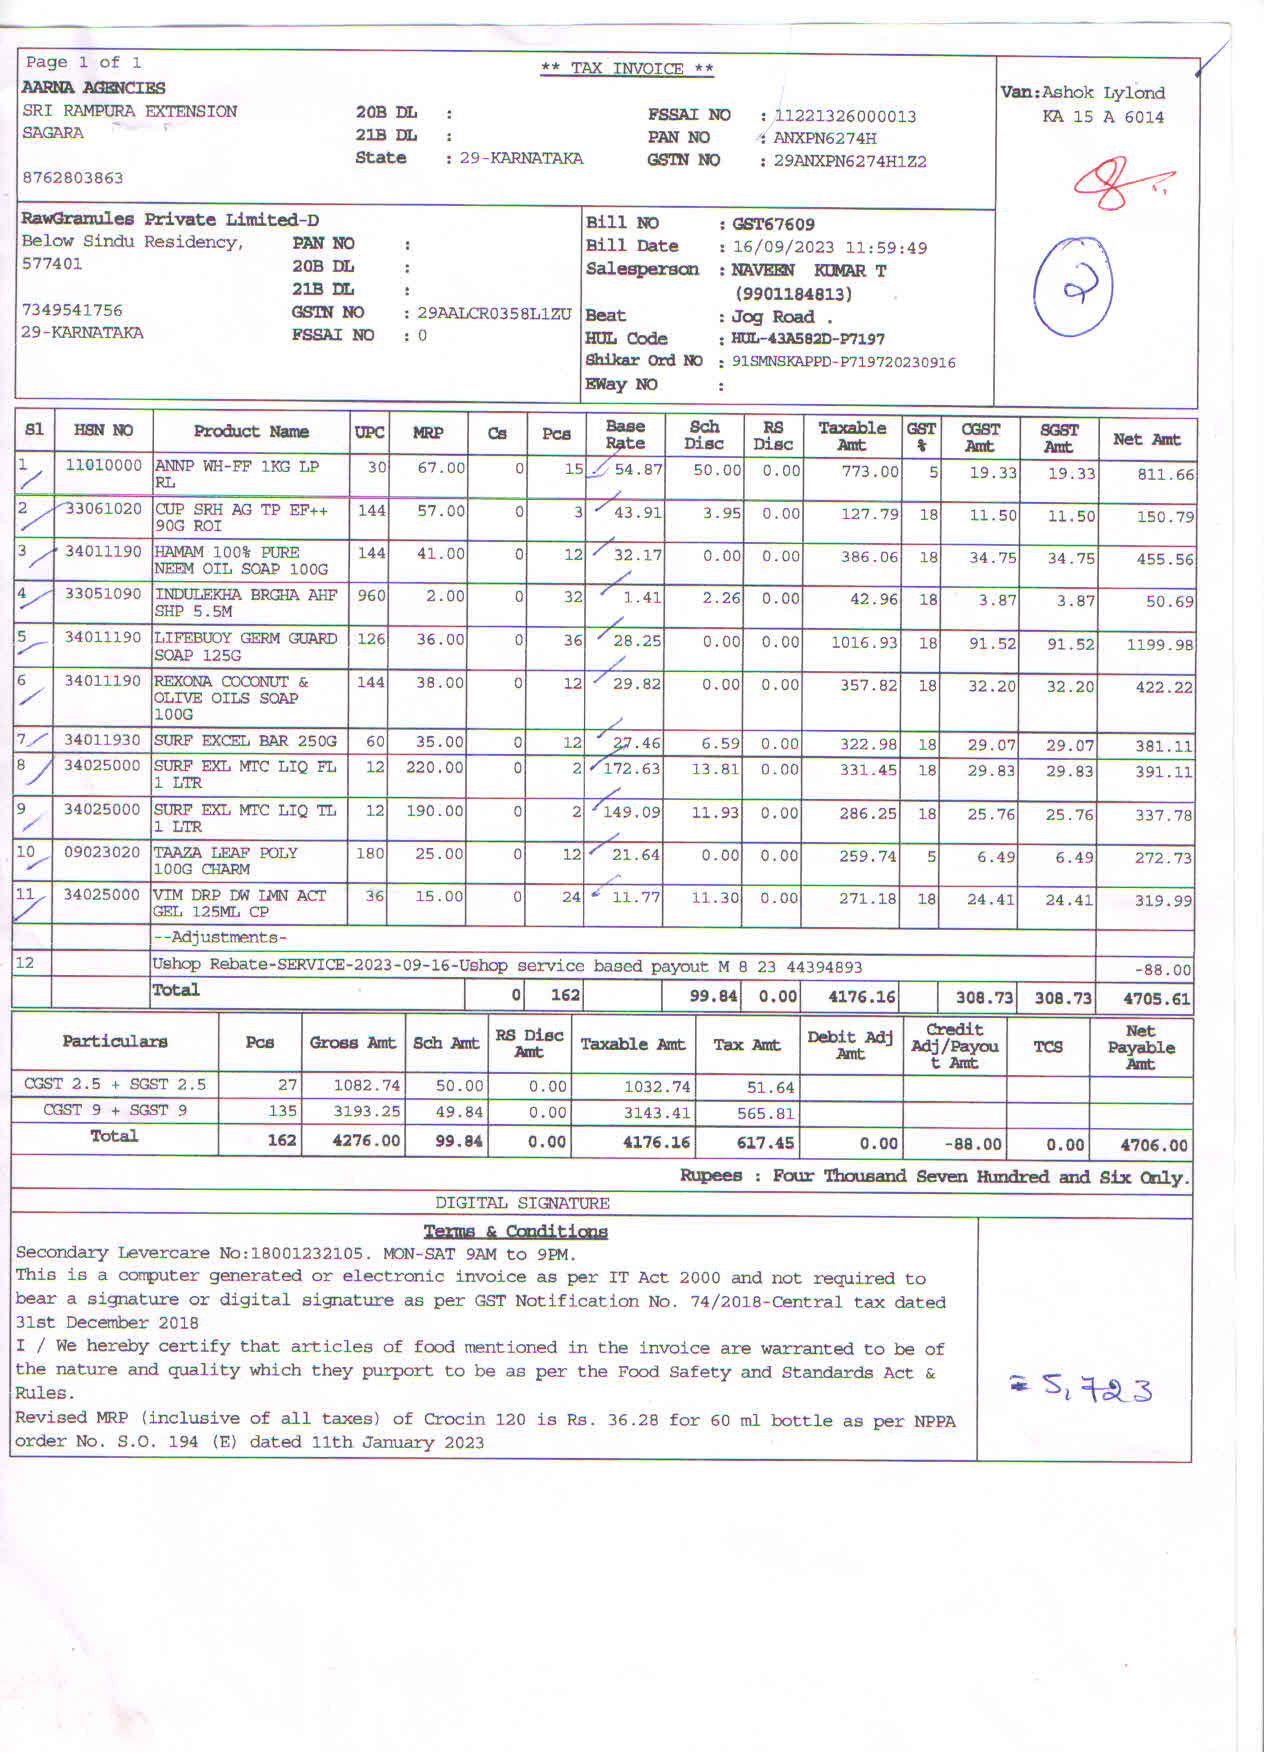 Page 1 of 1
** TAX INVOICE **
AARNA AGENCIES
SRI RAMPURA EXTENSION 20B DL : FSSAI NO : 11221326000013
SAGARA 21B DL : PAN NO : ANXPN6274H
State : 29-KARNATAKA GSTN NO : 29ANXPN6274H1Z2
8762803863
Van:Ashok Lylond
KA 15 A 6014
2
RawGranules Private Limited-D
Below Sindu Residency, PAN NO :
577401 20B DL :
21B DL :
7349541756 GSTN NO : 29AALCR0358L1ZU
29-KARNATAKA FSSAI NO : 0
Bill NO : GST67609
Bill Date : 16/09/2023 11:59:49
Salesperson : NAVEEN KUMAR T
(9901184813)
Beat : Jog Road .
HUL Code : HUL-43A582D-P7197
Shikar Ord NO : 91SMNSKAPPD-P719720230916
EWay NO :
Sl HSN NO Product Name UPC MRP Cs Pcs Base Rate Sch Disc RS Disc Taxable Amt GST % CGST Amt SGST Amt Net Amt
1 11010000 ANNP WH-FF 1KG LP 30 67.00 0 15 54.87 50.00 0.00 773.00 5 19.33 19.33 811.66
RL
2 33061020 CUP SRH AG TP EF++ 144 57.00 0 3 43.91 3.95 0.00 127.79 18 11.50 11.50 150.79
90G ROI
3 34011190 HAMAM 100% PURE 144 41.00 0 12 32.17 0.00 0.00 386.06 18 34.75 34.75 455.56
NEEM OIL SOAP 100G
4 33051090 INDULEKHA BRGHA AHF 960 2.00 0 32 1.41 2.26 0.00 42.96 18 3.87 3.87 50.69
SHP 5.5M
5 34011190 LIFEBUOY GERM GUARD 126 36.00 0 36 28.25 0.00 0.00 1016.93 18 91.52 91.52 1199.98
SOAP 125G
6 34011190 REXONA COCONUT & 144 38.00 0 12 29.82 0.00 0.00 357.82 18 32.20 32.20 422.22
OLIVE OILS SOAP
100G
7 34011930 SURF EXCEL BAR 250G 60 35.00 0 12 27.46 6.59 0.00 322.98 18 29.07 29.07 381.11
8 34025000 SURF EXL MTC LIQ FL 12 220.00 0 2 172.63 13.81 0.00 331.45 18 29.83 29.83 391.11
1 LTR
9 34025000 SURF EXL MTC LIQ TL 12 190.00 0 2 149.09 11.93 0.00 286.25 18 25.76 25.76 337.78
1 LTR
10 09023020 TAAZA LEAF POLY 180 25.00 0 12 21.64 0.00 0.00 259.74 5 6.49 6.49 272.73
100G CHARM
11 34025000 VIM DRP DW LMN ACT 36 15.00 0 24 11.77 11.30 0.00 271.18 18 24.41 24.41 319.99
GEL 125ML CP
--Adjustments-
12 Ushop Rebate-SERVICE-2023-09-16-Ushop service based payout M 8 23 44394893 -88.00
Total 0 162 99.84 0.00 4176.16 308.73 308.73 4705.61
Particulars Pcs Gross Amt Sch Amt RS Disc Amt Taxable Amt Tax Amt Debit Adj Amt Credit Adj/Payou t Amt TCS Net Payable Amt
CGST 2.5 + SGST 2.5 27 1082.74 50.00 0.00 1032.74 51.64
CGST 9 + SGST 9 135 3193.25 49.84 0.00 3143.41 565.81
Total 162 4276.00 99.84 0.00 4176.16 617.45 0.00 -88.00 0.00 4706.00
Rupees : Four Thousand Seven Hundred and Six Only.
DIGITAL SIGNATURE
Terms & Conditions
Secondary Levercare No:18001232105. MON-SAT 9AM to 9PM.
This is a computer generated or electronic invoice as per IT Act 2000 and not required to
bear a signature or digital signature as per GST Notification No. 74/2018-Central tax dated
31st December 2018
I / We hereby certify that articles of food mentioned in the invoice are warranted to be of
the nature and quality which they purport to be as per the Food Safety and Standards Act &
Rules.
Revised MRP (inclusive of all taxes) of Crocin 120 is Rs. 36.28 for 60 ml bottle as per NPPA
order No. S.O. 194 (E) dated 11th January 2023
= 5,723